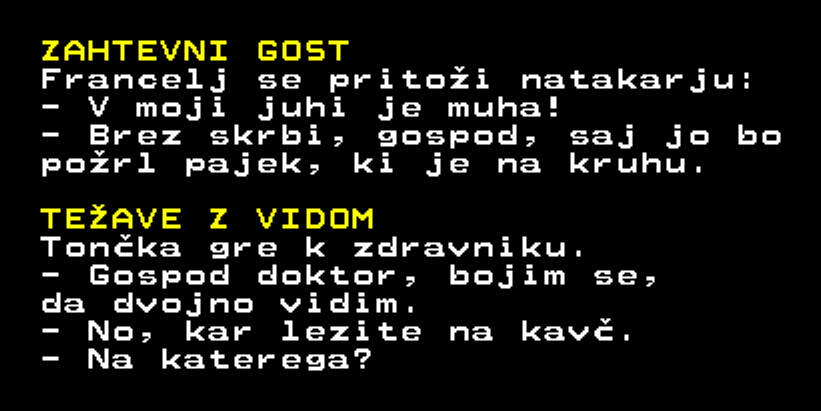 ZAHTEVNI GOST
Francelj se pritoži natakarju:
- V moji juhi je muha!
- Brez skrbi, gospod, saj jo bo
požrl pajek, ki je na kruhu.
TEŽAVE Z VIDOM
Tončka gre k zdravniku.
- Gospod doktor, bojim se,
da dvojno vidim.
- No, kar lezite na kavč.
- Na katerega?